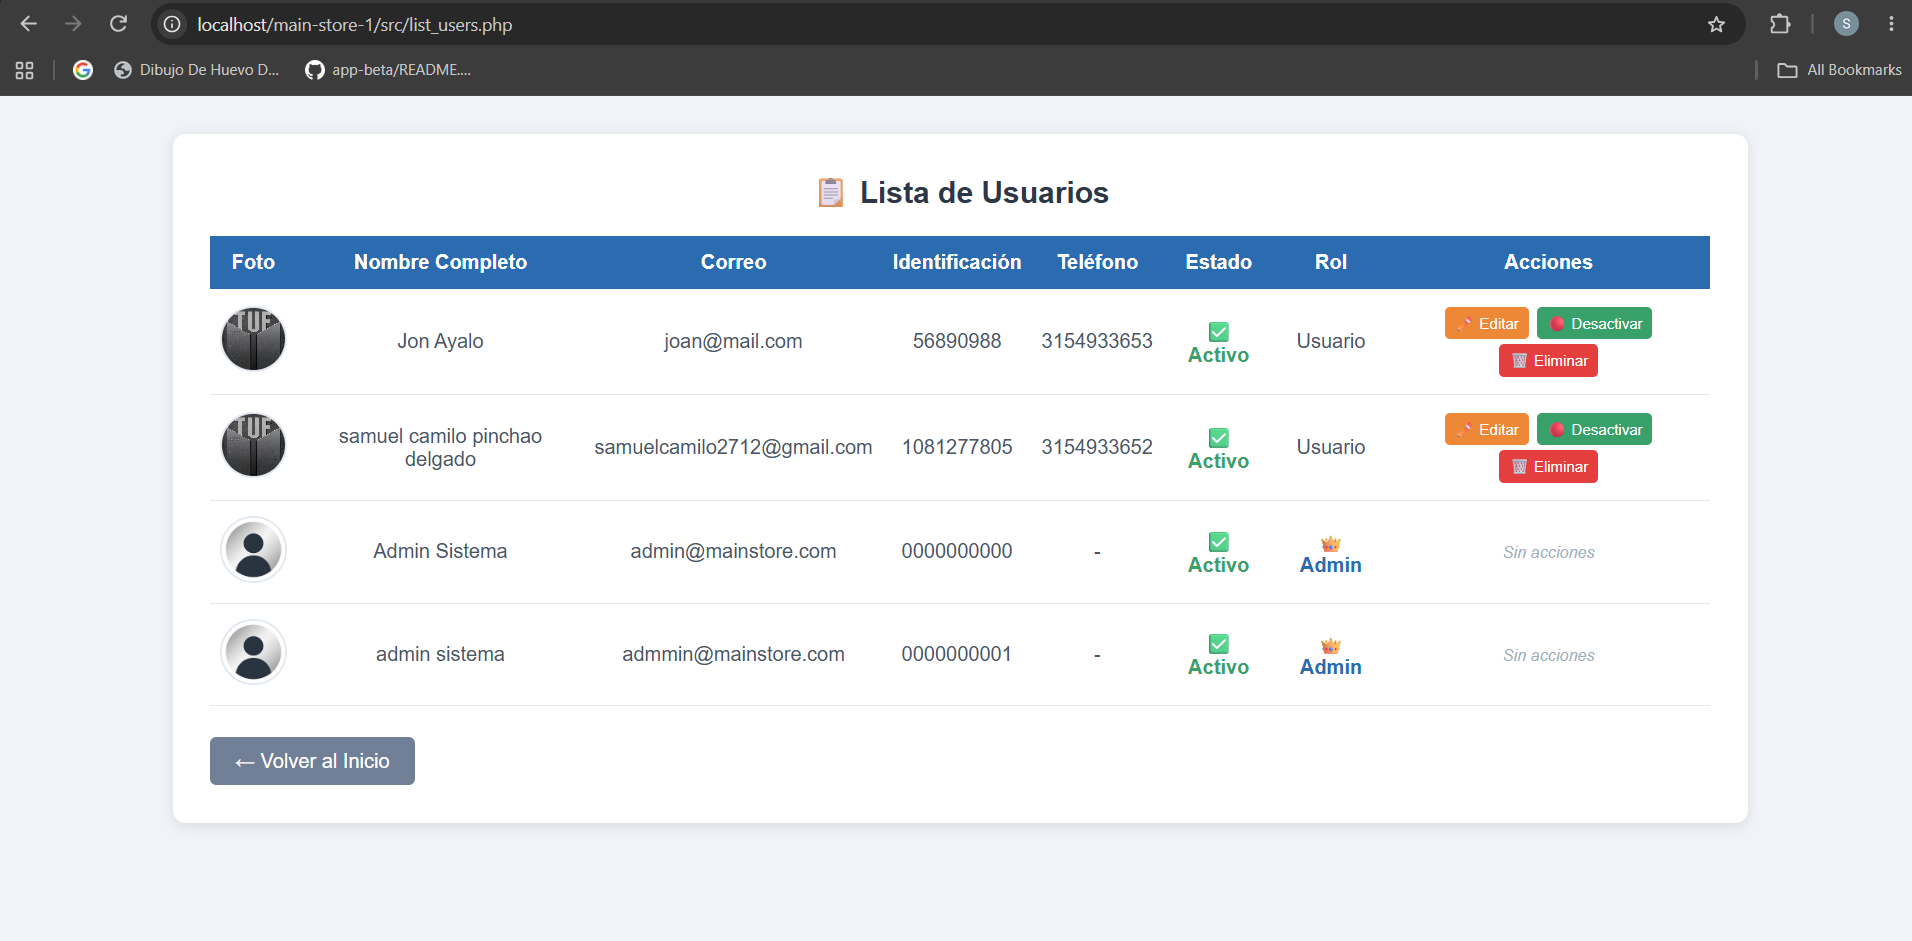 localhost/main-store-1/src/list_users.php
S
Dibujo De Huevo D...
app-beta/README....
All Bookmarks
Lista de Usuarios
Foto Nombre Completo Correo Identificación Teléfono Estado Rol Acciones
TUF
Jon Ayalo joan@mail.com 56890988 3154933653 Activo Usuario Editar Desactivar
Eliminar
TUF
samuel camilo pinchao
delgado
samuelcamilo2712@gmail.com 1081277805 3154933652 Activo Usuario Editar Desactivar
Eliminar
Admin Sistema admin@mainstore.com 0000000000 - Activo Admin Sin acciones
admin sistema admmin@mainstore.com 0000000001 - Activo Admin Sin acciones
← Volver al Inicio